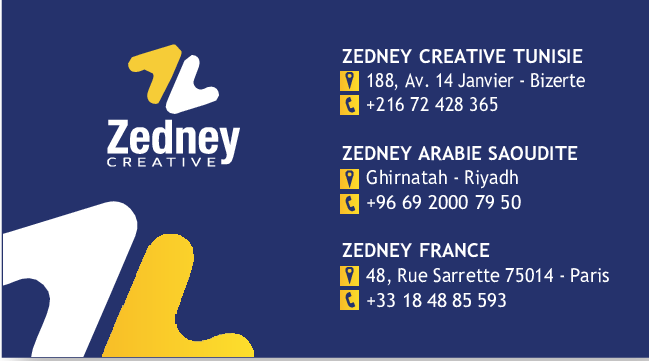 Zedney
CREATIVE
ZEDNEY CREATIVE TUNISIE
188, Av. 14 Janvier - Bizerte
+216 72 428 365
ZEDNEY ARABIE SAOUDITE
Ghirnatah - Riyadh
+96 69 2000 79 50
ZEDNEY FRANCE
48, Rue Sarrette 75014 - Paris
+33 18 48 85 593